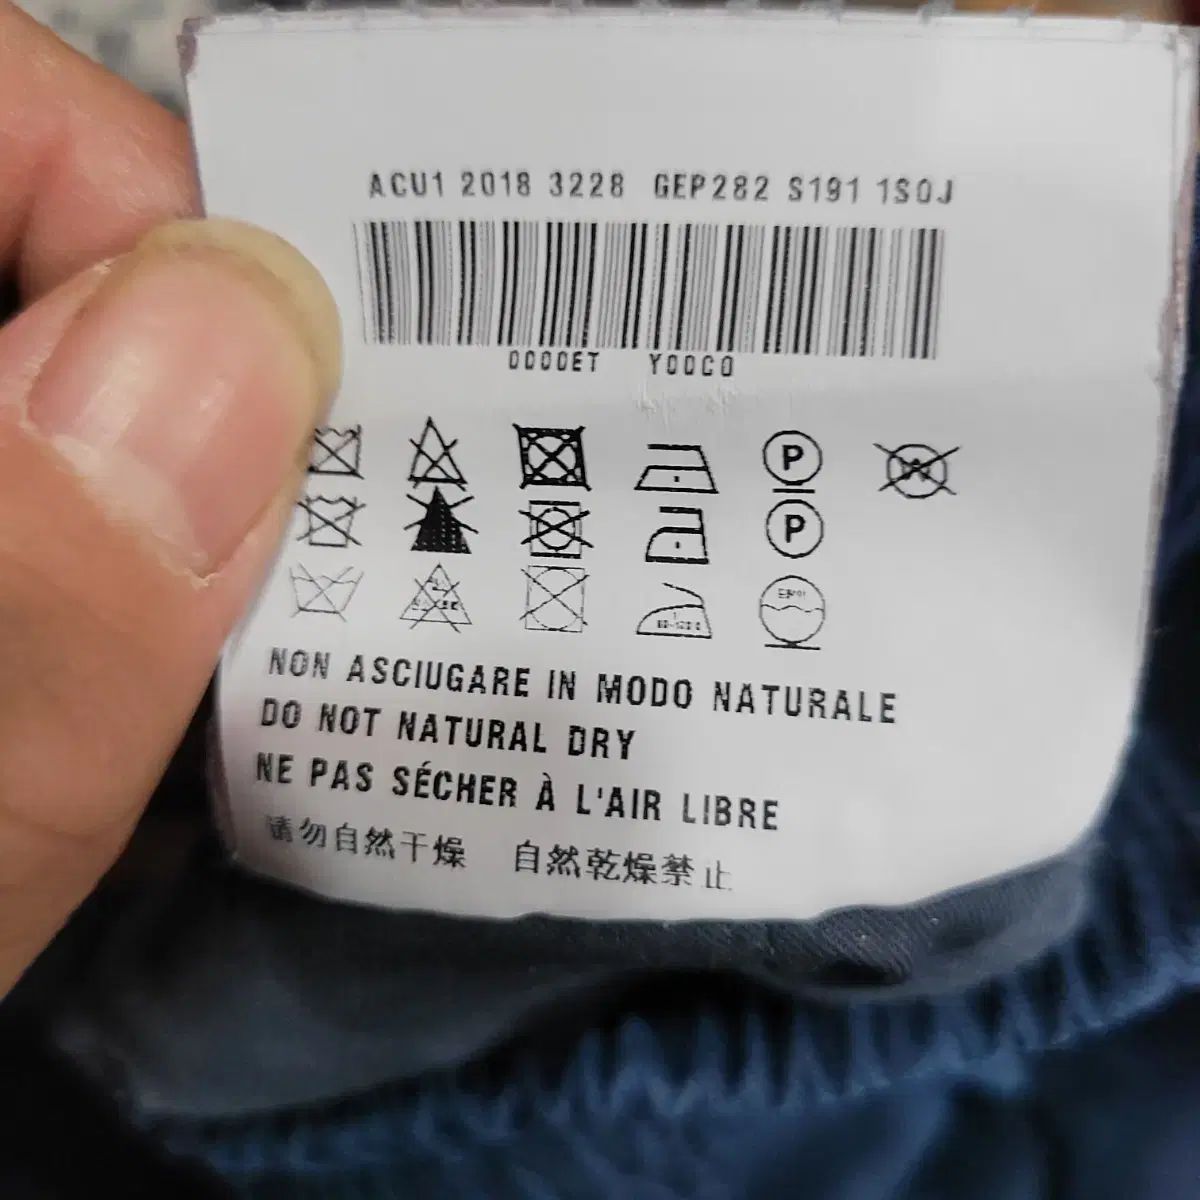 ACU1 2018 3228 GEP282 S191 1S0J
0000ET Y00C0
P W
P
NON ASCIUGARE IN MODO NATURALE
DO NOT NATURAL DRY
NE PAS SÉCHER À L'AIR LIBRE
请勿自然干燥 自然乾燥禁止